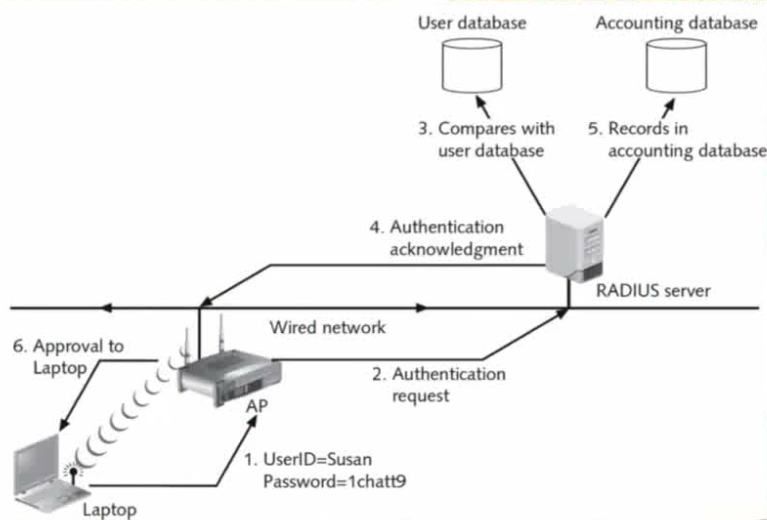 User database
Accounting database
3. Compares with
user database
5. Records in
accounting database
4. Authentication
acknowledgment
RADIUS server
Wired network
6. Approval to
Laptop
2. Authentication
request
AP
1. UserID=Susan
Password=1chatt9
Laptop